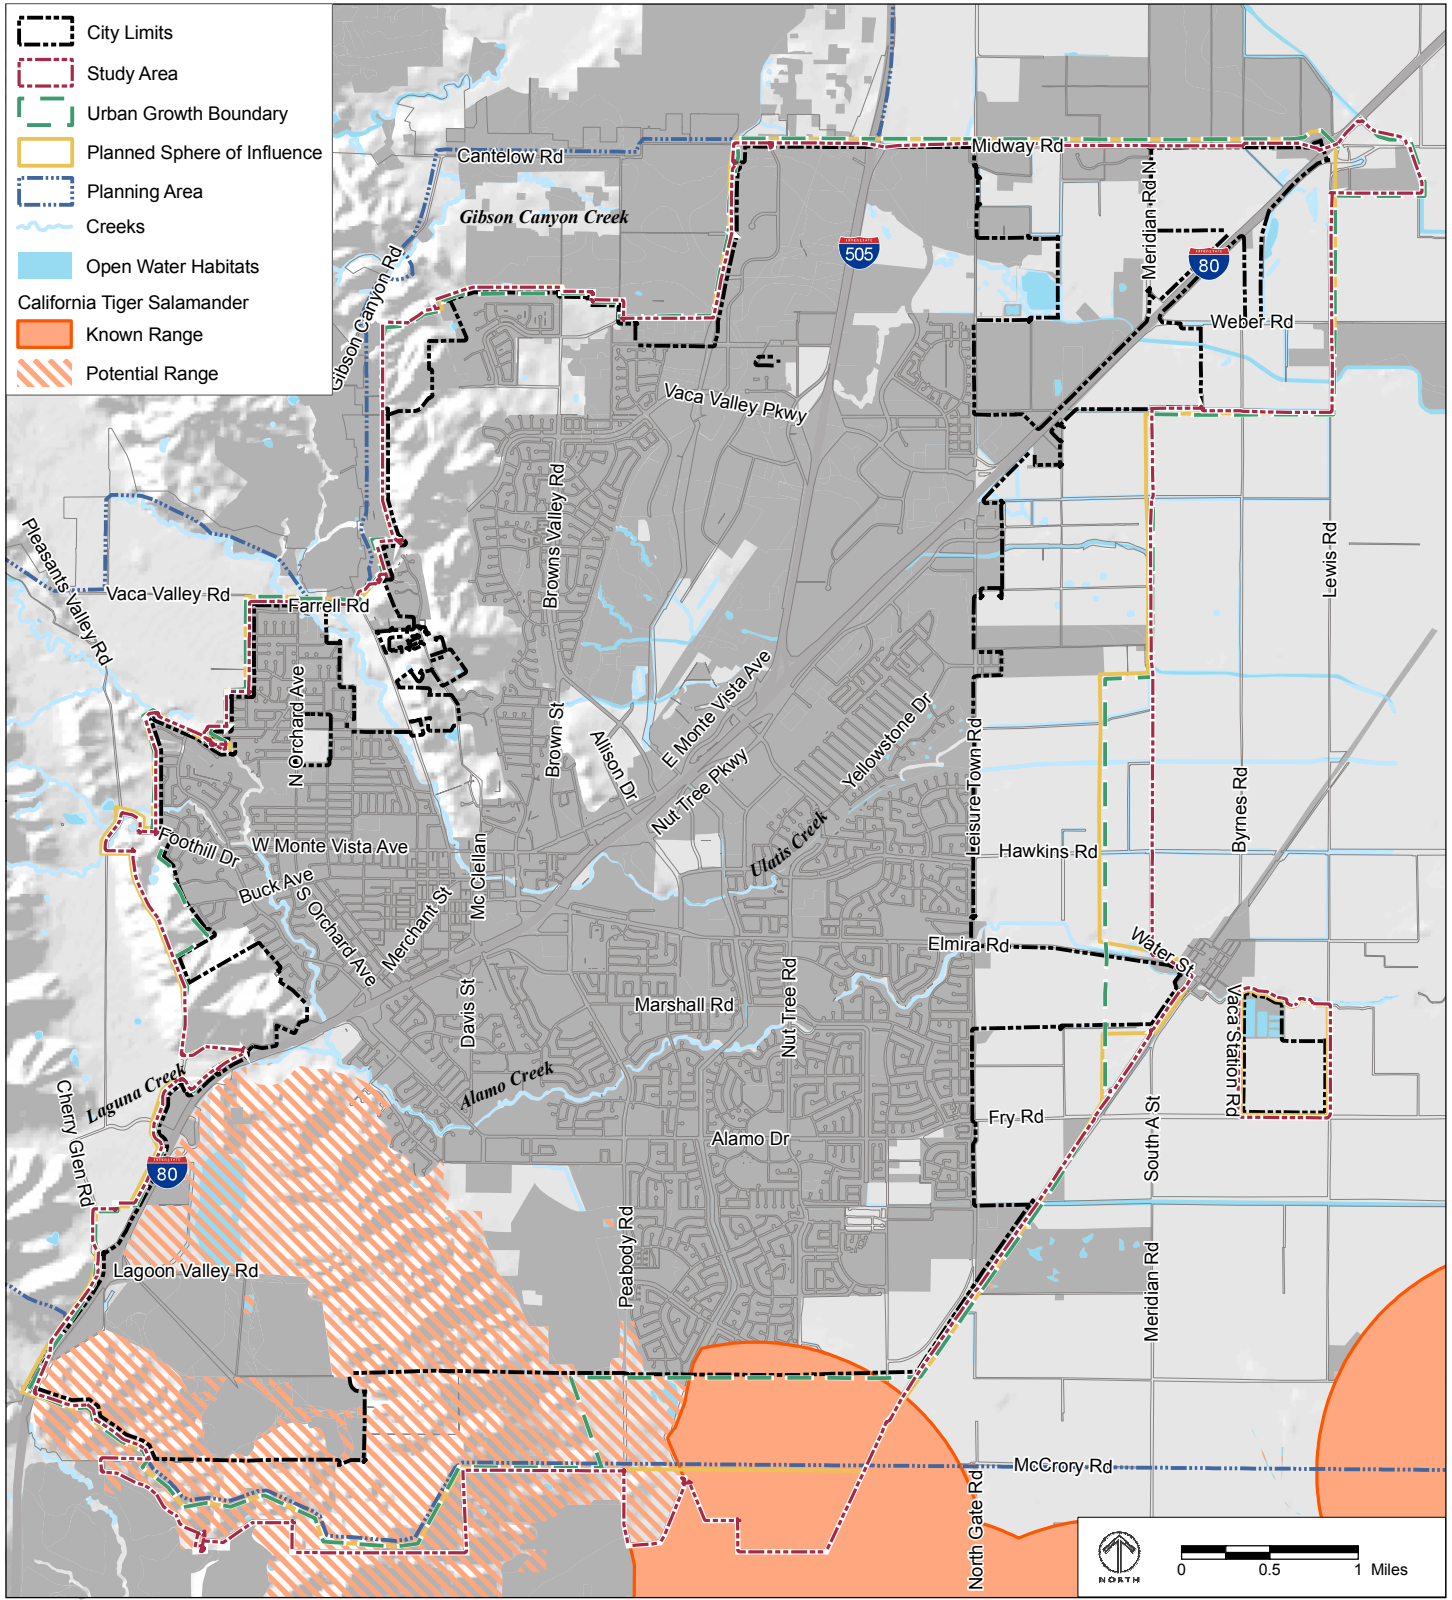 City Limits
Study Area
Urban Growth Boundary
Planned Sphere of Influence
Planning Area
Creeks
Open Water Habitats
California Tiger Salamander
Known Range
Potential Range
Cantelow Rd
Midway Rd
Gibson Canyon Creek
Meridian Rd N
INTERSTATE
505
INTERSTATE
80
Gibson Canyon Rd
Weber Rd
Vaca Valley Pkwy
Browns Valley Rd
Pleasants Valley Rd
Vaca Valley Rd
Farrell Rd
Lewis Rd
N Orchard Ave
Brown St
Allison Dr
E Monte Vista Ave
Nut Tree Pkwy
Yellowstone Dr
Leisure Town Rd
Byrnes Rd
Foothill Dr
W Monte Vista Ave
Buck Ave
S Orchard Ave
Merchant St
Mc Clellan
Ulatis Creek
Hawkins Rd
Elmira Rd
Water St
Davis St
Marshall Rd
Nut Tree Rd
Vaca Station Rd
Laguna Creek
Alamo Creek
Cherry Glen Rd
Fry Rd
Alamo Dr
South A St
INTERSTATE
80
Lagoon Valley Rd
Peabody Rd
Meridian Rd
McCrory Rd
North Gate Rd
NORTH
0 0.5 1 Miles